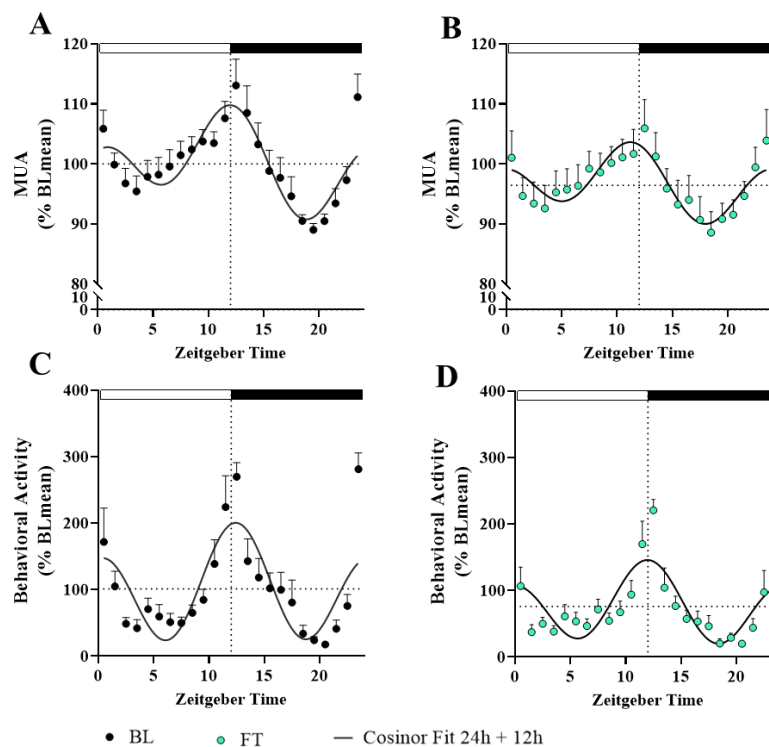 A
B
120
110
100
90
80
10
0
MUA
(% BLmean)
0 5 10 15 20
Zeitgeber Time
120
110
100
90
80
10
0
MUA
(% BLmean)
0 5 10 15 20
Zeitgeber Time
C
D
400
300
200
100
0
Behavioral Activity
(% BLmean)
0 5 10 15 20
Zeitgeber Time
400
300
200
100
0
Behavioral Activity
(% BLmean)
0 5 10 15 20
Zeitgeber Time
BL FT Cosinor Fit 24h + 12h